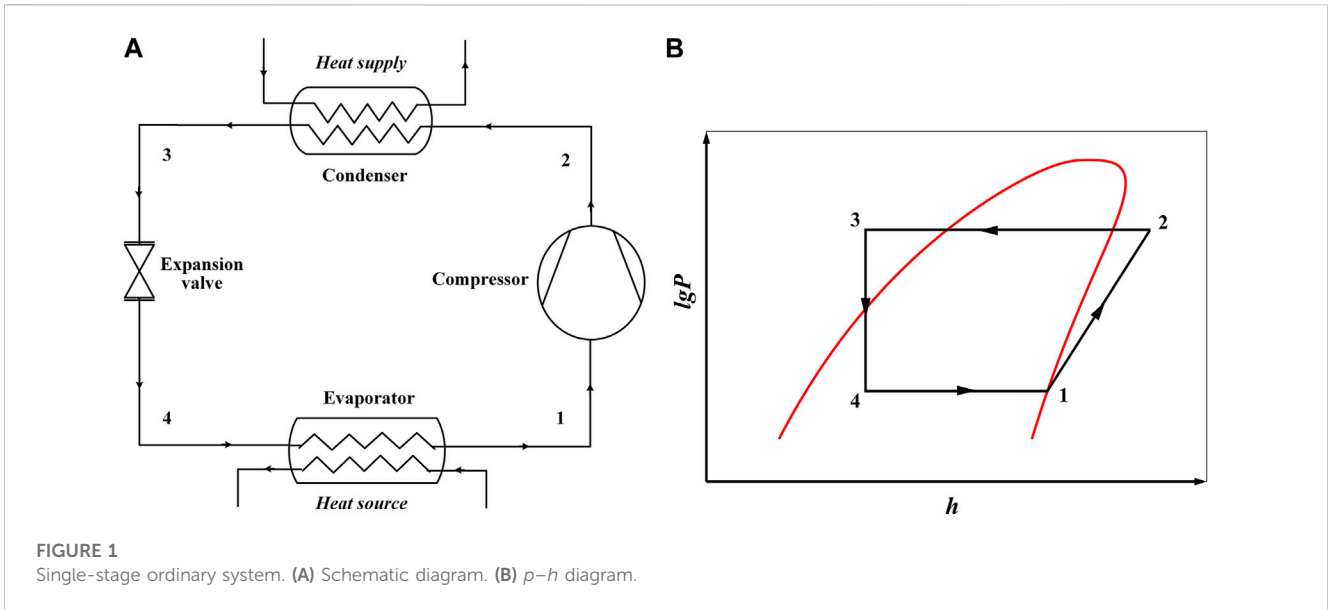 A
Heat supply
3
2
Condenser
Expansion
valve
Compressor
4
Evaporator
1
Heat source
B
lgP
3
2
4
1
h
FIGURE 1
Single-stage ordinary system. (A) Schematic diagram. (B) p–h diagram.